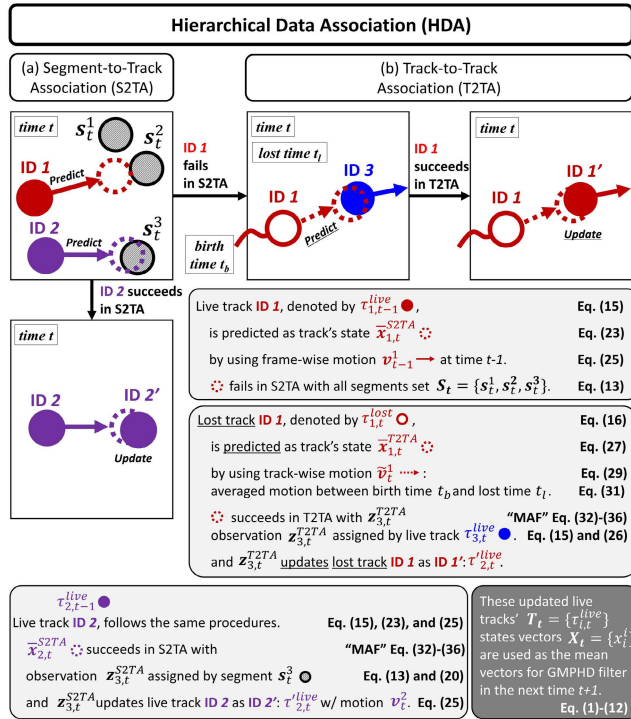 Hierarchical Data Association (HDA)
(a) Segment-to-Track
Association (S2TA)
(b) Track-to-Track
Association (T2TA)
time t
s_t^1
s_t^2
ID 1
Predict
ID 2
Predict
s_t^3
ID 1
fails
in S2TA
time t
lost time t_l
ID 3
ID 1
Predict
birth
time t_b
ID 1
succeeds
in T2TA
time t
ID 1'
ID 1
Update
ID 2 succeeds
in S2TA
time t
ID 2
ID 2'
Update
Live track ID 1, denoted by τ_{1,t-1}^{live} , Eq. (15)
is predicted as track's state x̄_{1,t}^{S2TA} Eq. (23)
by using frame-wise motion v_{t-1}^1 → at time t-1. Eq. (25)
fails in S2TA with all segments set S_t = {s_t^1, s_t^2, s_t^3}. Eq. (13)
Lost track ID 1, denoted by τ_{1,t}^{lost} , Eq. (16)
is predicted as track's state x̄_{1,t}^{T2TA} Eq. (27)
by using track-wise motion ṽ_t^1 : Eq. (29)
averaged motion between birth time t_b and lost time t_l. Eq. (31)
succeeds in T2TA with z_{3,t}^{T2TA} "MAF" Eq. (32)-(36)
observation z_{3,t}^{T2TA} assigned by live track τ_{3,t}^{live} . Eq. (15) and (26)
and z_{3,t}^{T2TA} updates lost track ID 1 as ID 1': τ'_{2,t}^{live}.
τ_{2,t-1}^{live}
Live track ID 2, follows the same procedures. Eq. (15), (23), and (25)
x̄_{2,t}^{S2TA} succeeds in S2TA with "MAF" Eq. (32)-(36)
observation z_{3,t}^{S2TA} assigned by segment s_t^3 Eq. (13) and (20)
and z_{3,t}^{S2TA} updates live track ID 2 as ID 2': τ'_{2,t}^{live} w/ motion v_t^2. Eq. (25)
These updated live
tracks' T_t = {τ_{i,t}^{live}}
states vectors X_t = {x_t^i}
are used as the mean
vectors for GMPHD filter
in the next time t+1.
Eq. (1)-(12)